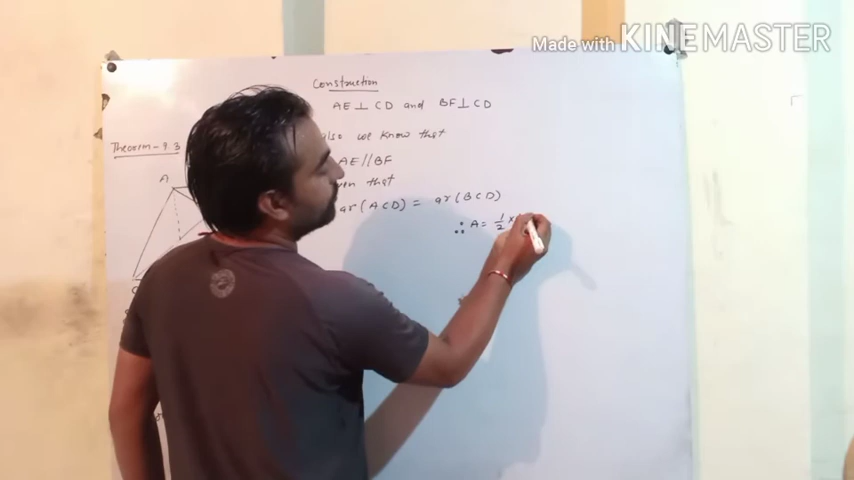 Made with KINEMASTER
Construction
AE⊥CD and BF⊥CD
Theorem-9.3
also we know that
AE//BF
A
that
ar(ACD) = ar(BCD)
∵ A = 1/2 ×